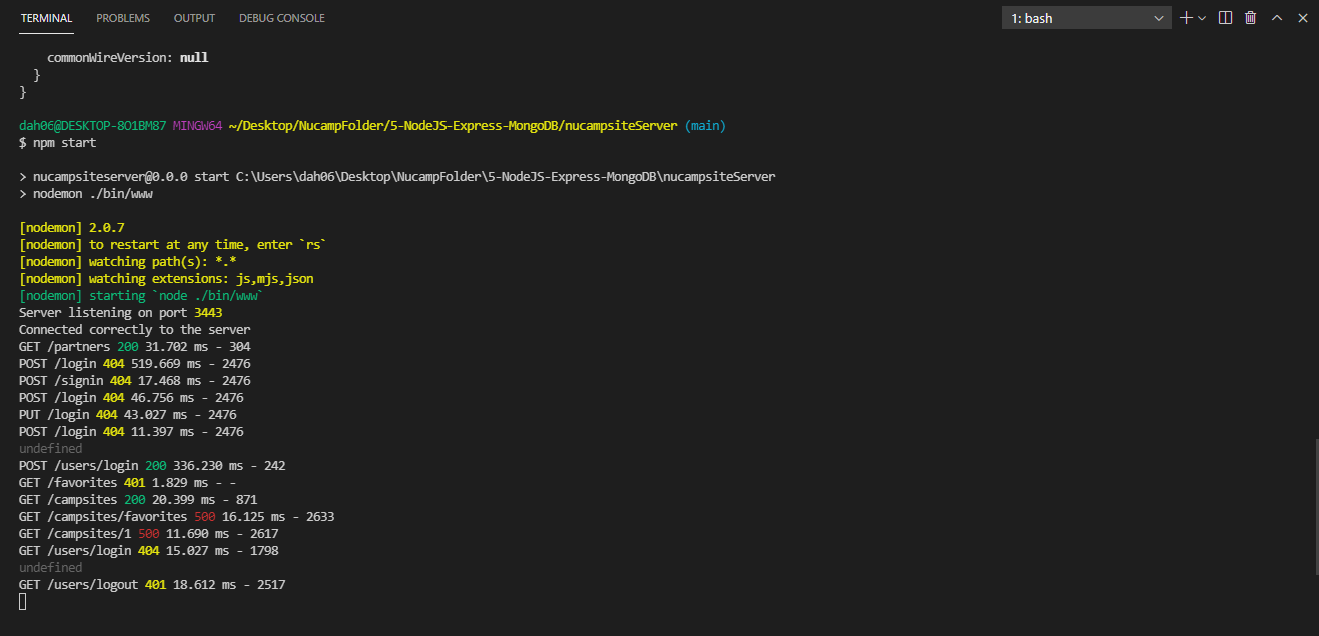 TERMINAL PROBLEMS OUTPUT DEBUG CONSOLE 1: bash
commonWireVersion: null
}
}
dah06@DESKTOP-8O1BM87 MINGW64 ~/Desktop/NucampFolder/5-NodeJS-Express-MongoDB/nucampsiteServer (main)
$ npm start
> nucampsiteserver@0.0.0 start C:\Users\dah06\Desktop\NucampFolder\5-NodeJS-Express-MongoDB\nucampsiteServer
> nodemon ./bin/www
[nodemon] 2.0.7
[nodemon] to restart at any time, enter `rs`
[nodemon] watching path(s): *.*
[nodemon] watching extensions: js,mjs,json
[nodemon] starting `node ./bin/www`
Server listening on port 3443
Connected correctly to the server
GET /partners 200 31.702 ms - 304
POST /login 404 519.669 ms - 2476
POST /signin 404 17.468 ms - 2476
POST /login 404 46.756 ms - 2476
PUT /login 404 43.027 ms - 2476
POST /login 404 11.397 ms - 2476
undefined
POST /users/login 200 336.230 ms - 242
GET /favorites 401 1.829 ms - -
GET /campsites 200 20.399 ms - 871
GET /campsites/favorites 500 16.125 ms - 2633
GET /campsites/1 500 11.690 ms - 2617
GET /users/login 404 15.027 ms - 1798
undefined
GET /users/logout 401 18.612 ms - 2517